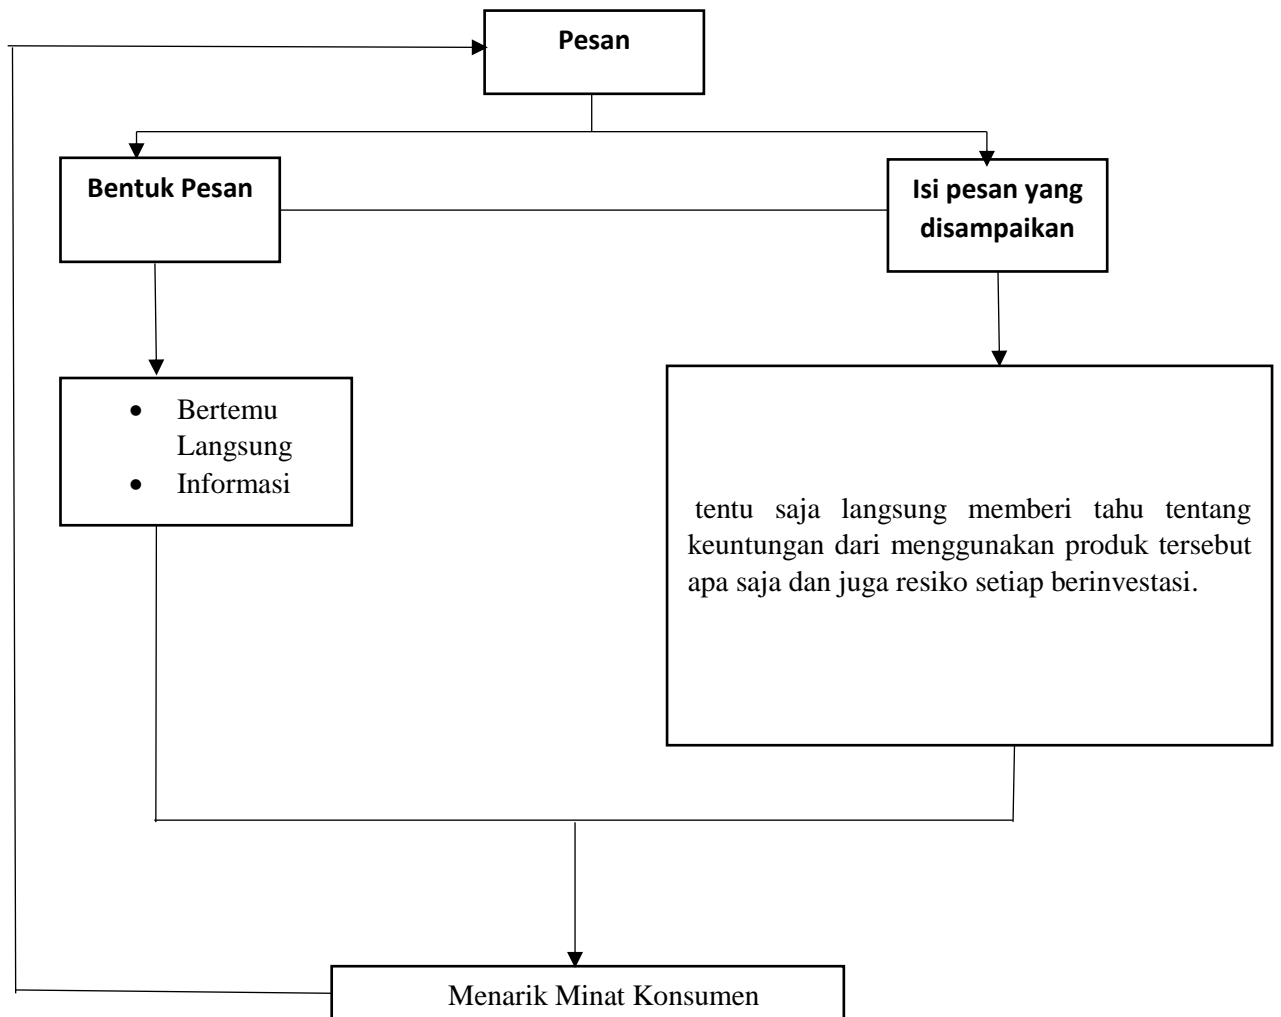 Pesan
Bentuk Pesan
Isi pesan yang
disampaikan
• Bertemu
Langsung
• Informasi
tentu saja langsung memberi tahu tentang
keuntungan dari menggunakan produk tersebut
apa saja dan juga resiko setiap berinvestasi.
Menarik Minat Konsumen